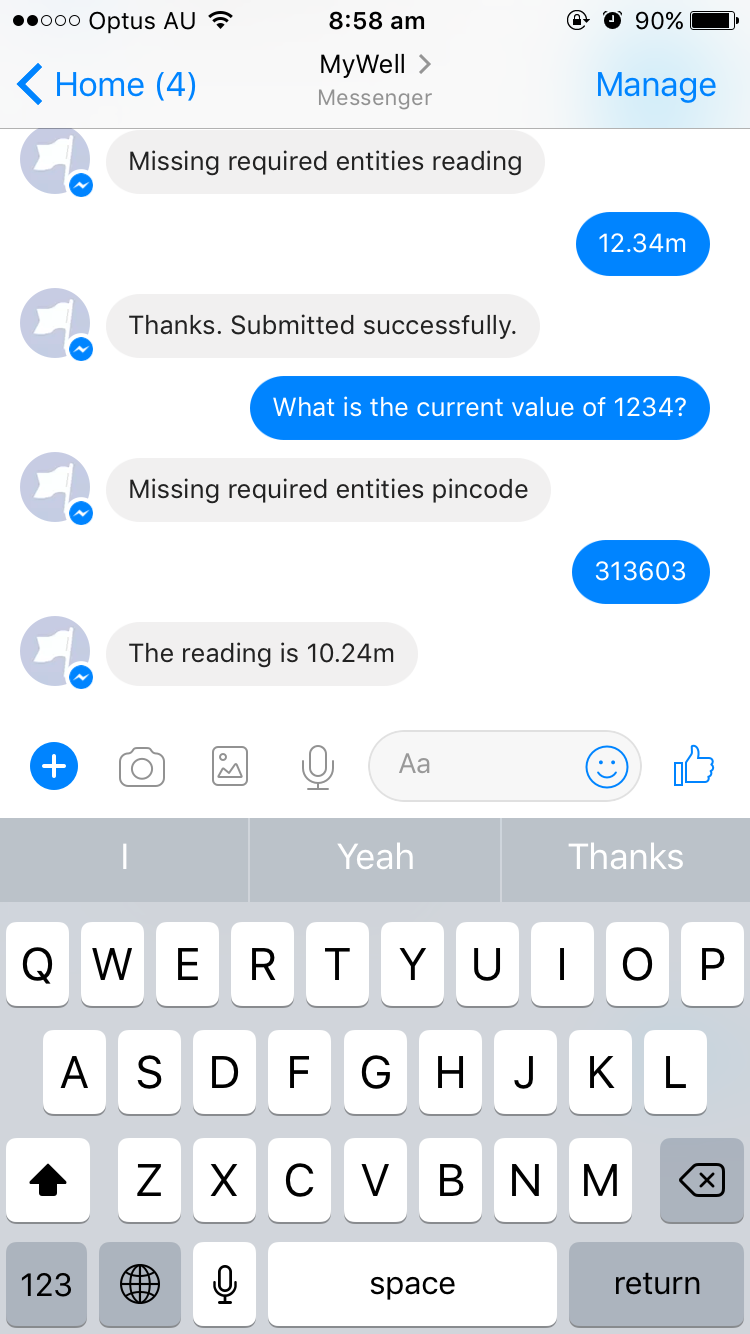 Optus AU 8:58 am 90%
Home (4) MyWell Manage
Messenger
Missing required entities reading
12.34m
Thanks. Submitted successfully.
What is the current value of 1234?
Missing required entities pincode
313603
The reading is 10.24m
Aa
I Yeah Thanks
Q W E R T Y U I O P
A S D F G H J K L
Z X C V B N M
123 space return